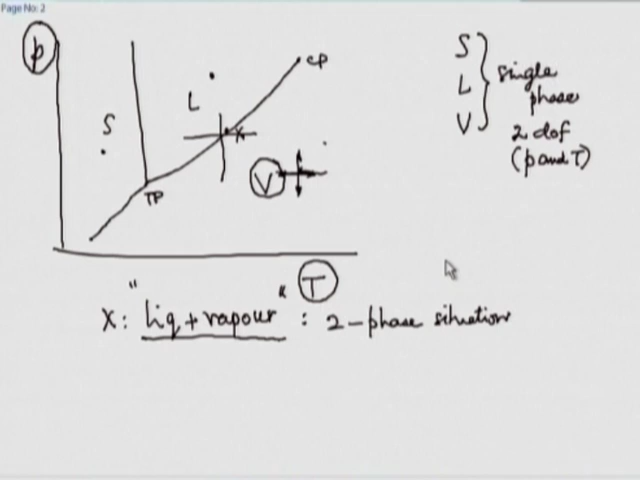 Page No: 2
p
CP
L
S
x
V
TP
T
S
L
V
single
phase
2 dof
(p and T)
X: "liq + vapour" : 2-phase situation